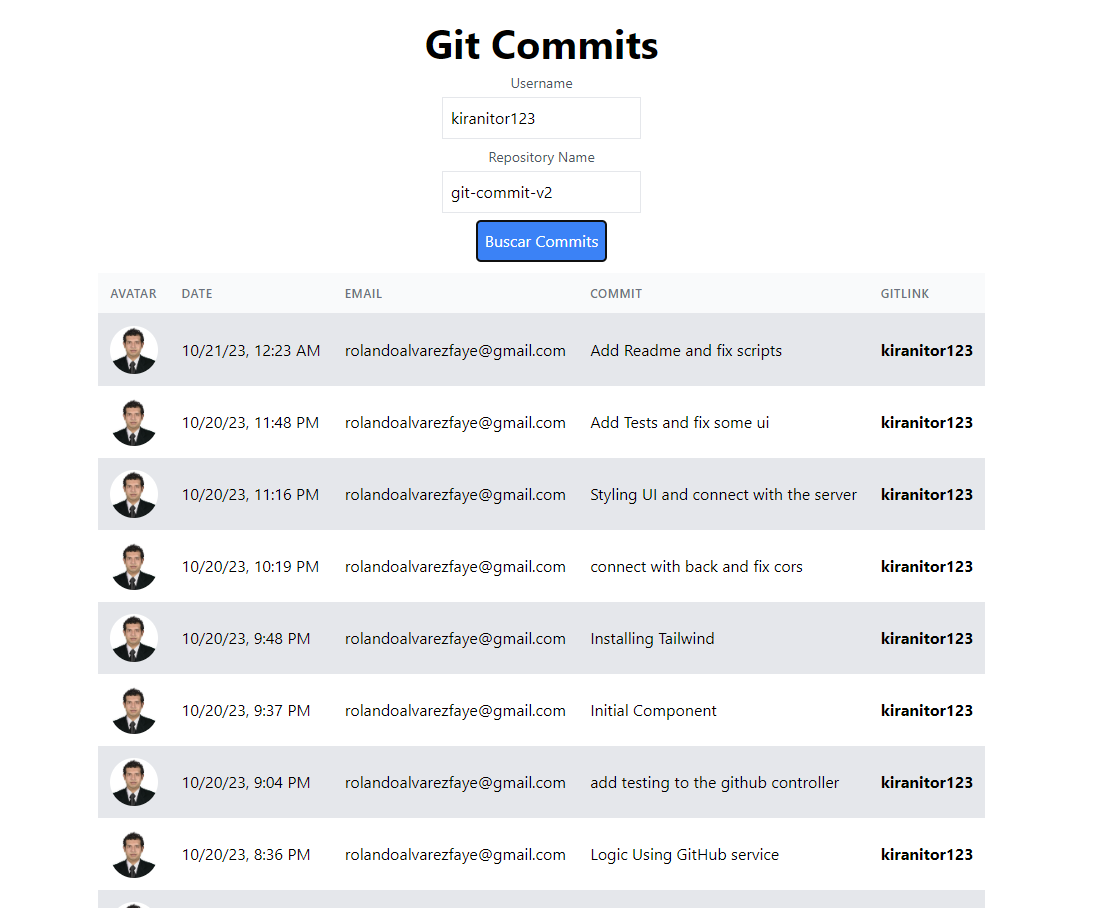 Git Commits
Username
kiranitor123
Repository Name
git-commit-v2
Buscar Commits
AVATAR DATE EMAIL COMMIT GITLINK
10/21/23, 12:23 AM rolandoalvarezfaye@gmail.com Add Readme and fix scripts kiranitor123
10/20/23, 11:48 PM rolandoalvarezfaye@gmail.com Add Tests and fix some ui kiranitor123
10/20/23, 11:16 PM rolandoalvarezfaye@gmail.com Styling UI and connect with the server kiranitor123
10/20/23, 10:19 PM rolandoalvarezfaye@gmail.com connect with back and fix cors kiranitor123
10/20/23, 9:48 PM rolandoalvarezfaye@gmail.com Installing Tailwind kiranitor123
10/20/23, 9:37 PM rolandoalvarezfaye@gmail.com Initial Component kiranitor123
10/20/23, 9:04 PM rolandoalvarezfaye@gmail.com add testing to the github controller kiranitor123
10/20/23, 8:36 PM rolandoalvarezfaye@gmail.com Logic Using GitHub service kiranitor123